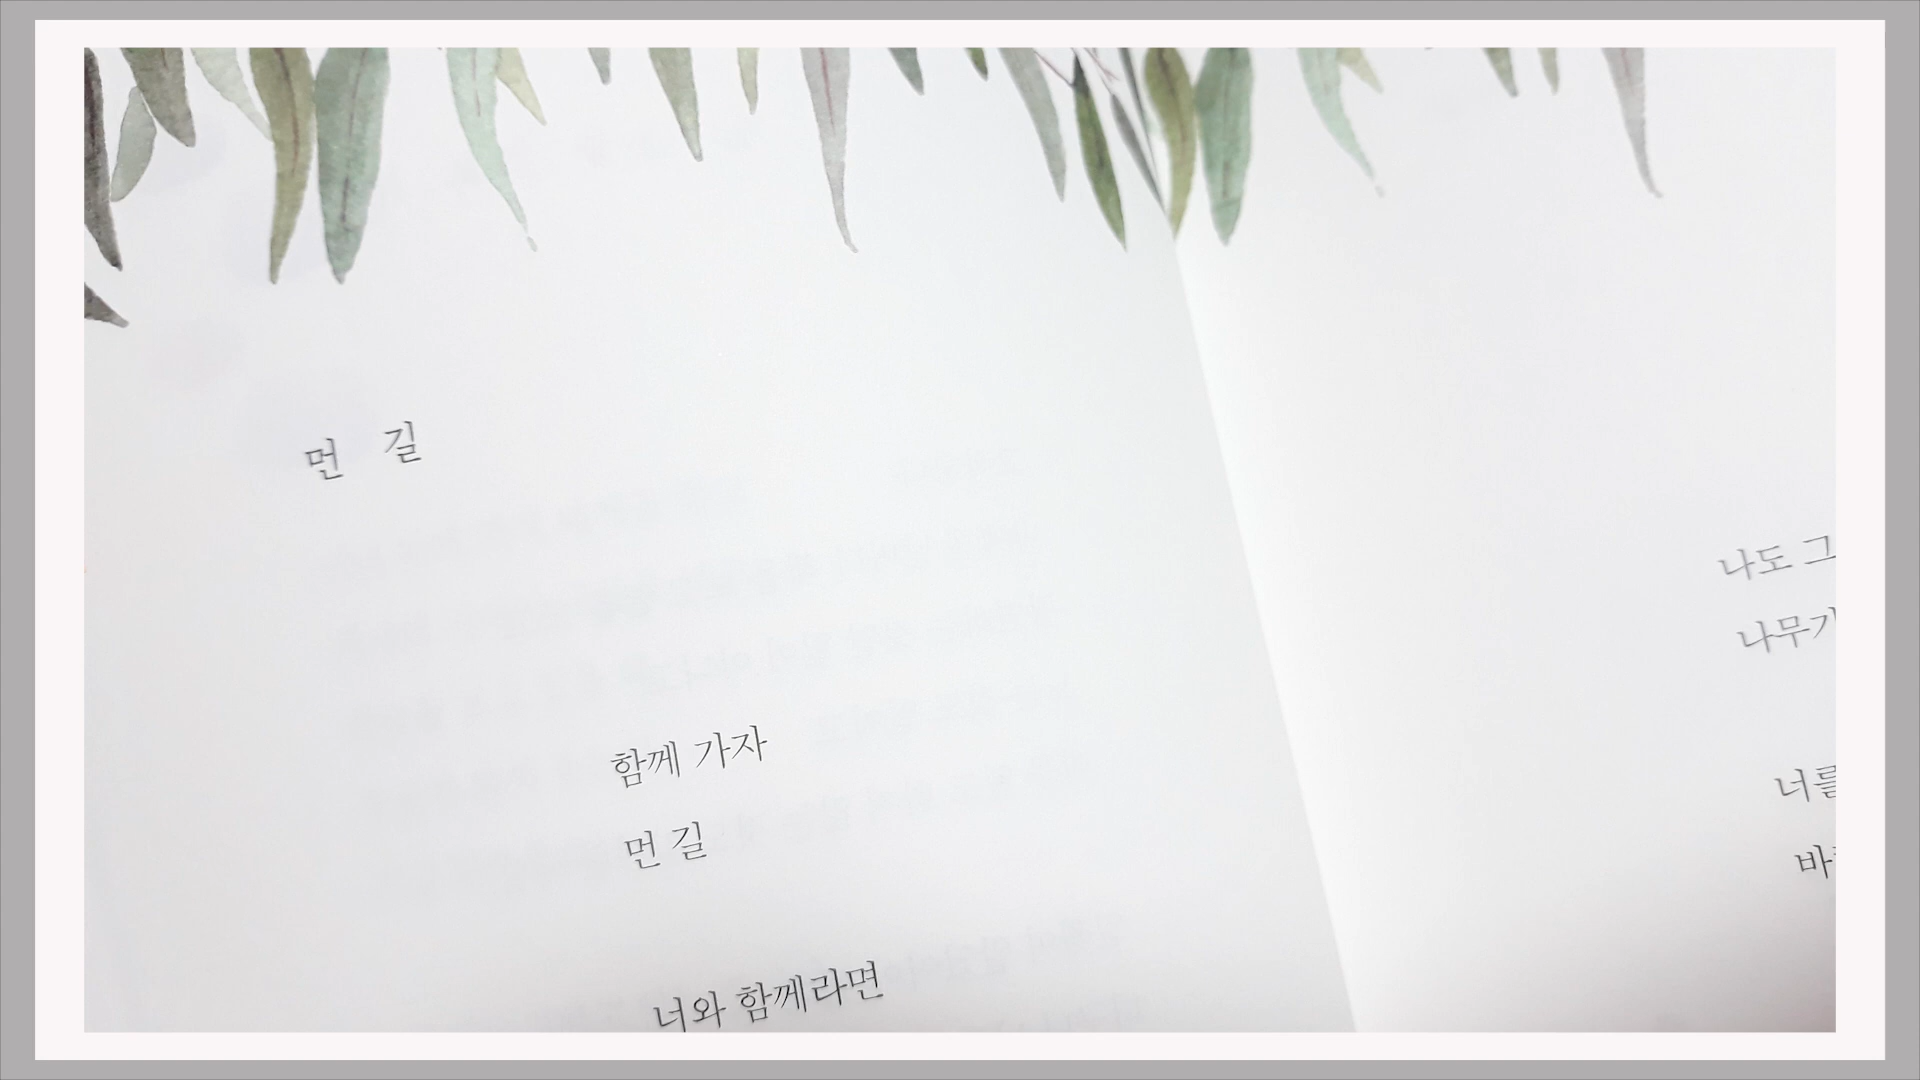 먼 길
함께 가자
먼 길
너와 함께라면
나도 그
나무가
너를